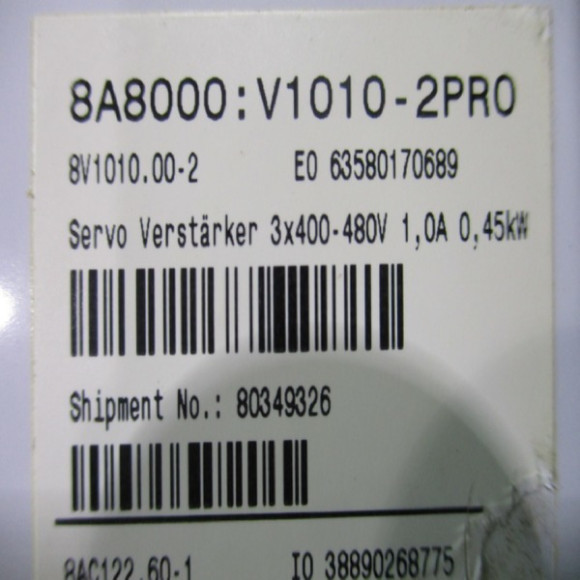 8A8000:V1010-2PRO
8V1010.00-2 E0 63580170689
Servo Verstärker 3x400-480V 1,0A 0,45kW
Shipment No.: 80349326
8AC122.60-1 I0 38890268775